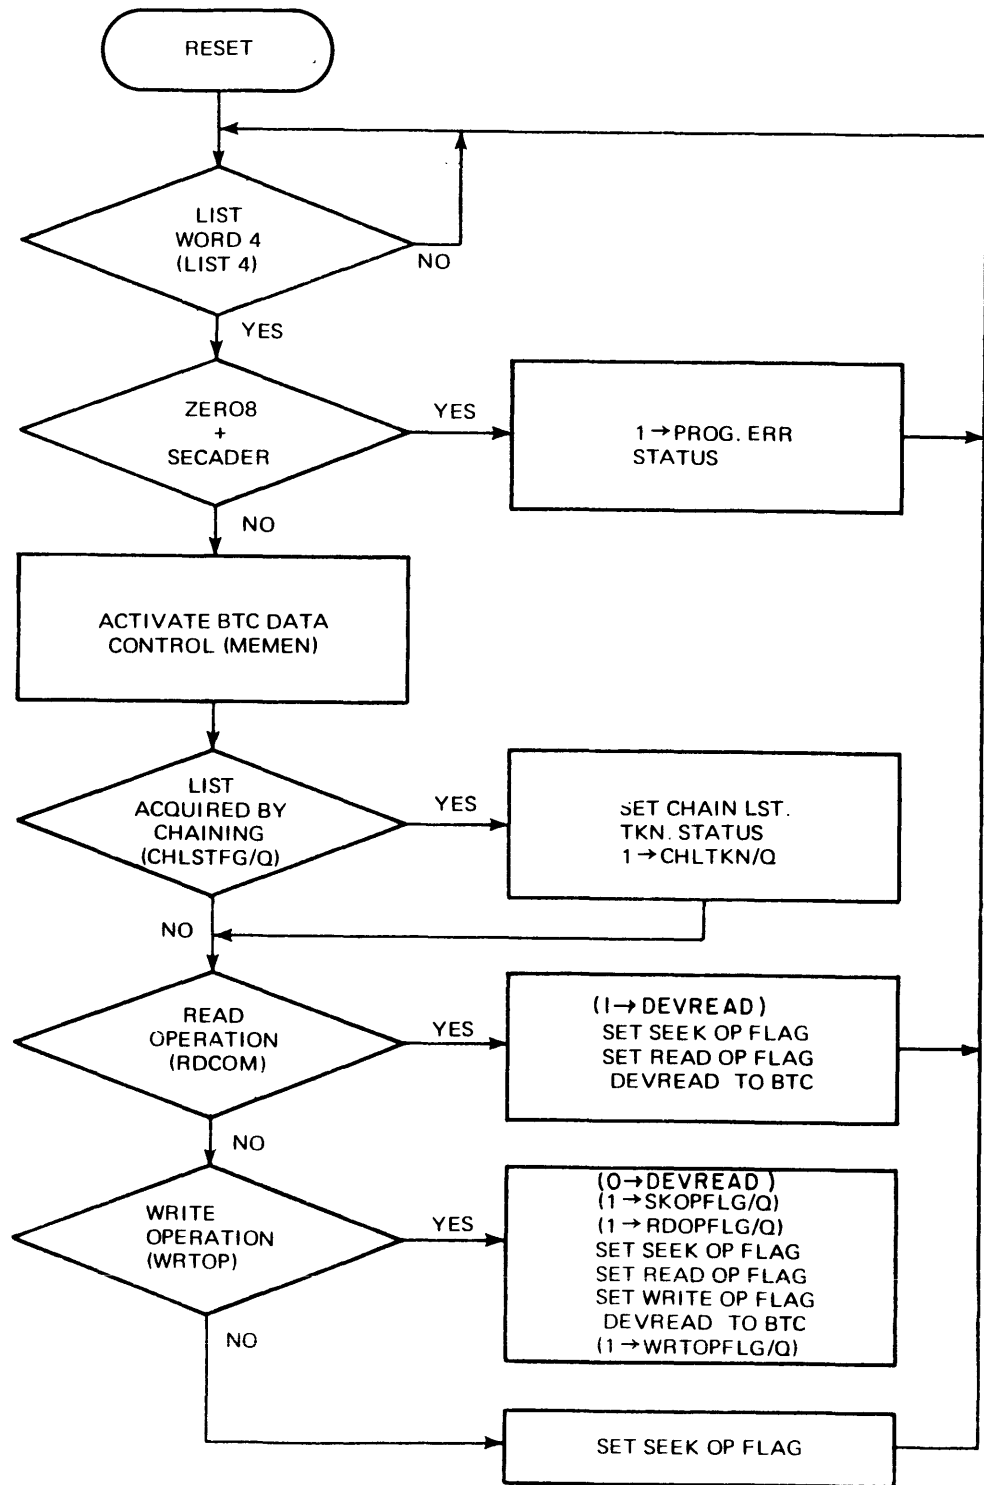 RESET
LIST
WORD 4
(LIST 4)
NO
YES
ZERO8
+
SECADER
YES
1→PROG. ERR
STATUS
NO
ACTIVATE BTC DATA
CONTROL (MEMEN)
LIST
ACQUIRED BY
CHAINING
(CHLSTFG/Q)
YES
SET CHAIN LST.
TKN. STATUS
1→CHLTKN/Q
NO
READ
OPERATION
(RDCOM)
YES
(1→DEVREAD)
SET SEEK OP FLAG
SET READ OP FLAG
DEVREAD TO BTC
NO
WRITE
OPERATION
(WRTOP)
YES
(0→DEVREAD)
(1→SKOPFLG/Q)
(1→RDOPFLG/Q)
SET SEEK OP FLAG
SET READ OP FLAG
SET WRITE OP FLAG
DEVREAD TO BTC
(1→WRTOPFLG/Q)
NO
SET SEEK OP FLAG